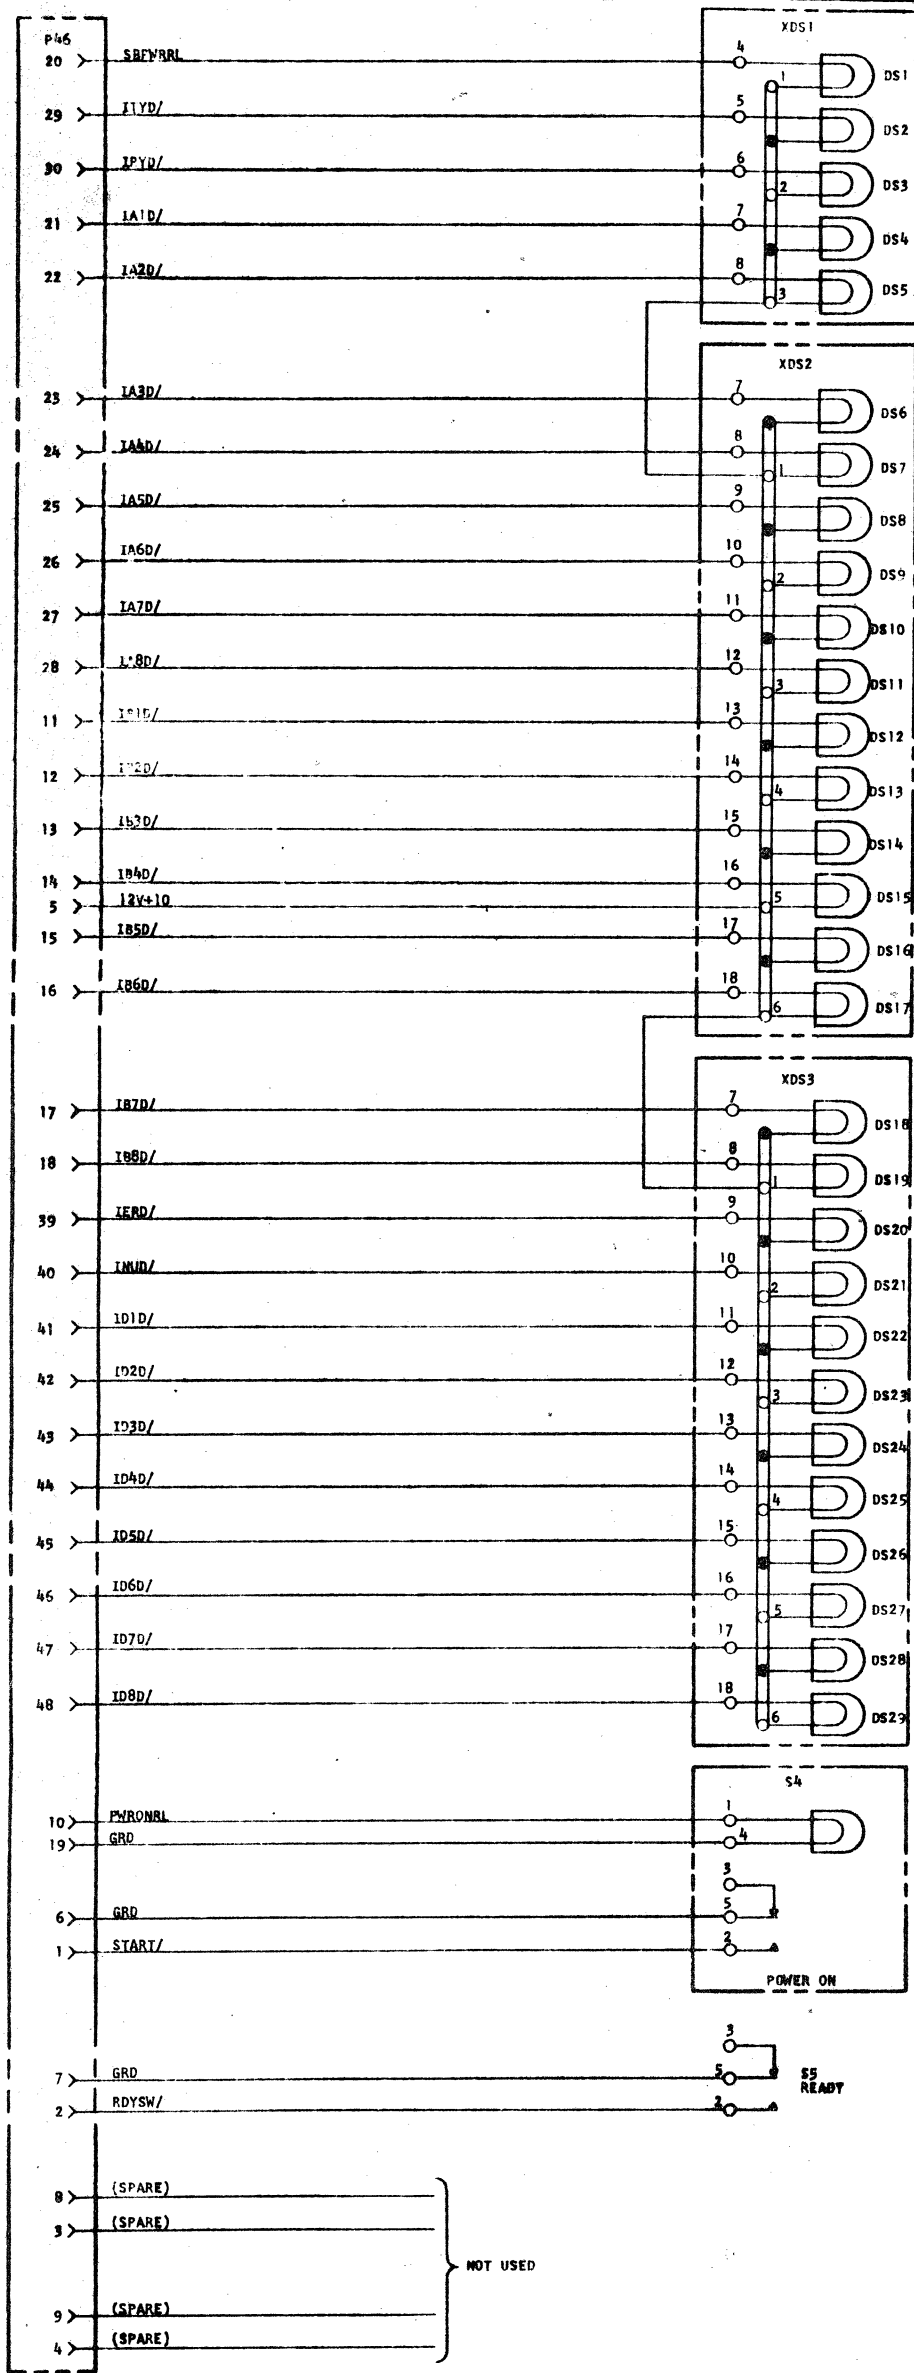 XDS1
P46
20 SBFWRRL 4 1 DS1
29 ITYD/ 5 DS2
30 IPYD/ 6 2 DS3
21 IA1D/ 7 DS4
22 IA2D/ 8 3 DS5
XDS2
23 IA3D/ 7 DS6
24 IA4D/ 8 1 DS7
25 IA5D/ 9 DS8
26 IA6D/ 10 2 DS9
27 IA7D/ 11 DS10
28 12 3 DS11
11 13 DS12
12 14 4 DS13
13 IB3D/ 15 DS14
14 IB4D/ 16 DS15
5 12V+10 5
15 IB5D/ 17 DS16
16 IB6D/ 18 6 DS17
XDS3
17 IB7D/ 7 DS18
18 IB8D/ 8 1 DS19
39 IERD/ 9 DS20
40 INUD/ 10 2 DS21
41 ID1D/ 11 DS22
42 ID2D/ 12 3 DS23
43 ID3D/ 13 DS24
44 ID4D/ 14 4 DS25
45 ID5D/ 15 DS26
46 ID6D/ 16 5 DS27
47 ID7D/ 17 DS28
48 ID8D/ 18 6 DS29
S4
10 PWRONRL 1
19 GRD 4
3
6 GRD 5
1 START/ 2
POWER ON
3
7 GRD 5 S5
READY
2 RDYSW/ 2
8 (SPARE)
3 (SPARE)
NOT USED
9 (SPARE)
4 (SPARE)